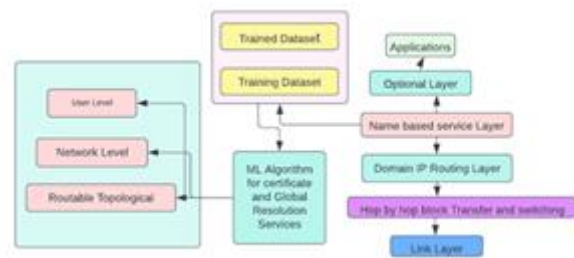 Trained Dataset
Training Dataset
Applications
Optional Layer
User Level
Name based service Layer
Network Level
ML Algorithm
for certificate
and Global
Resolution
Services
Domain IP Routing Layer
Routable Topological
Hop by hop block Transfer and switching
Link Layer